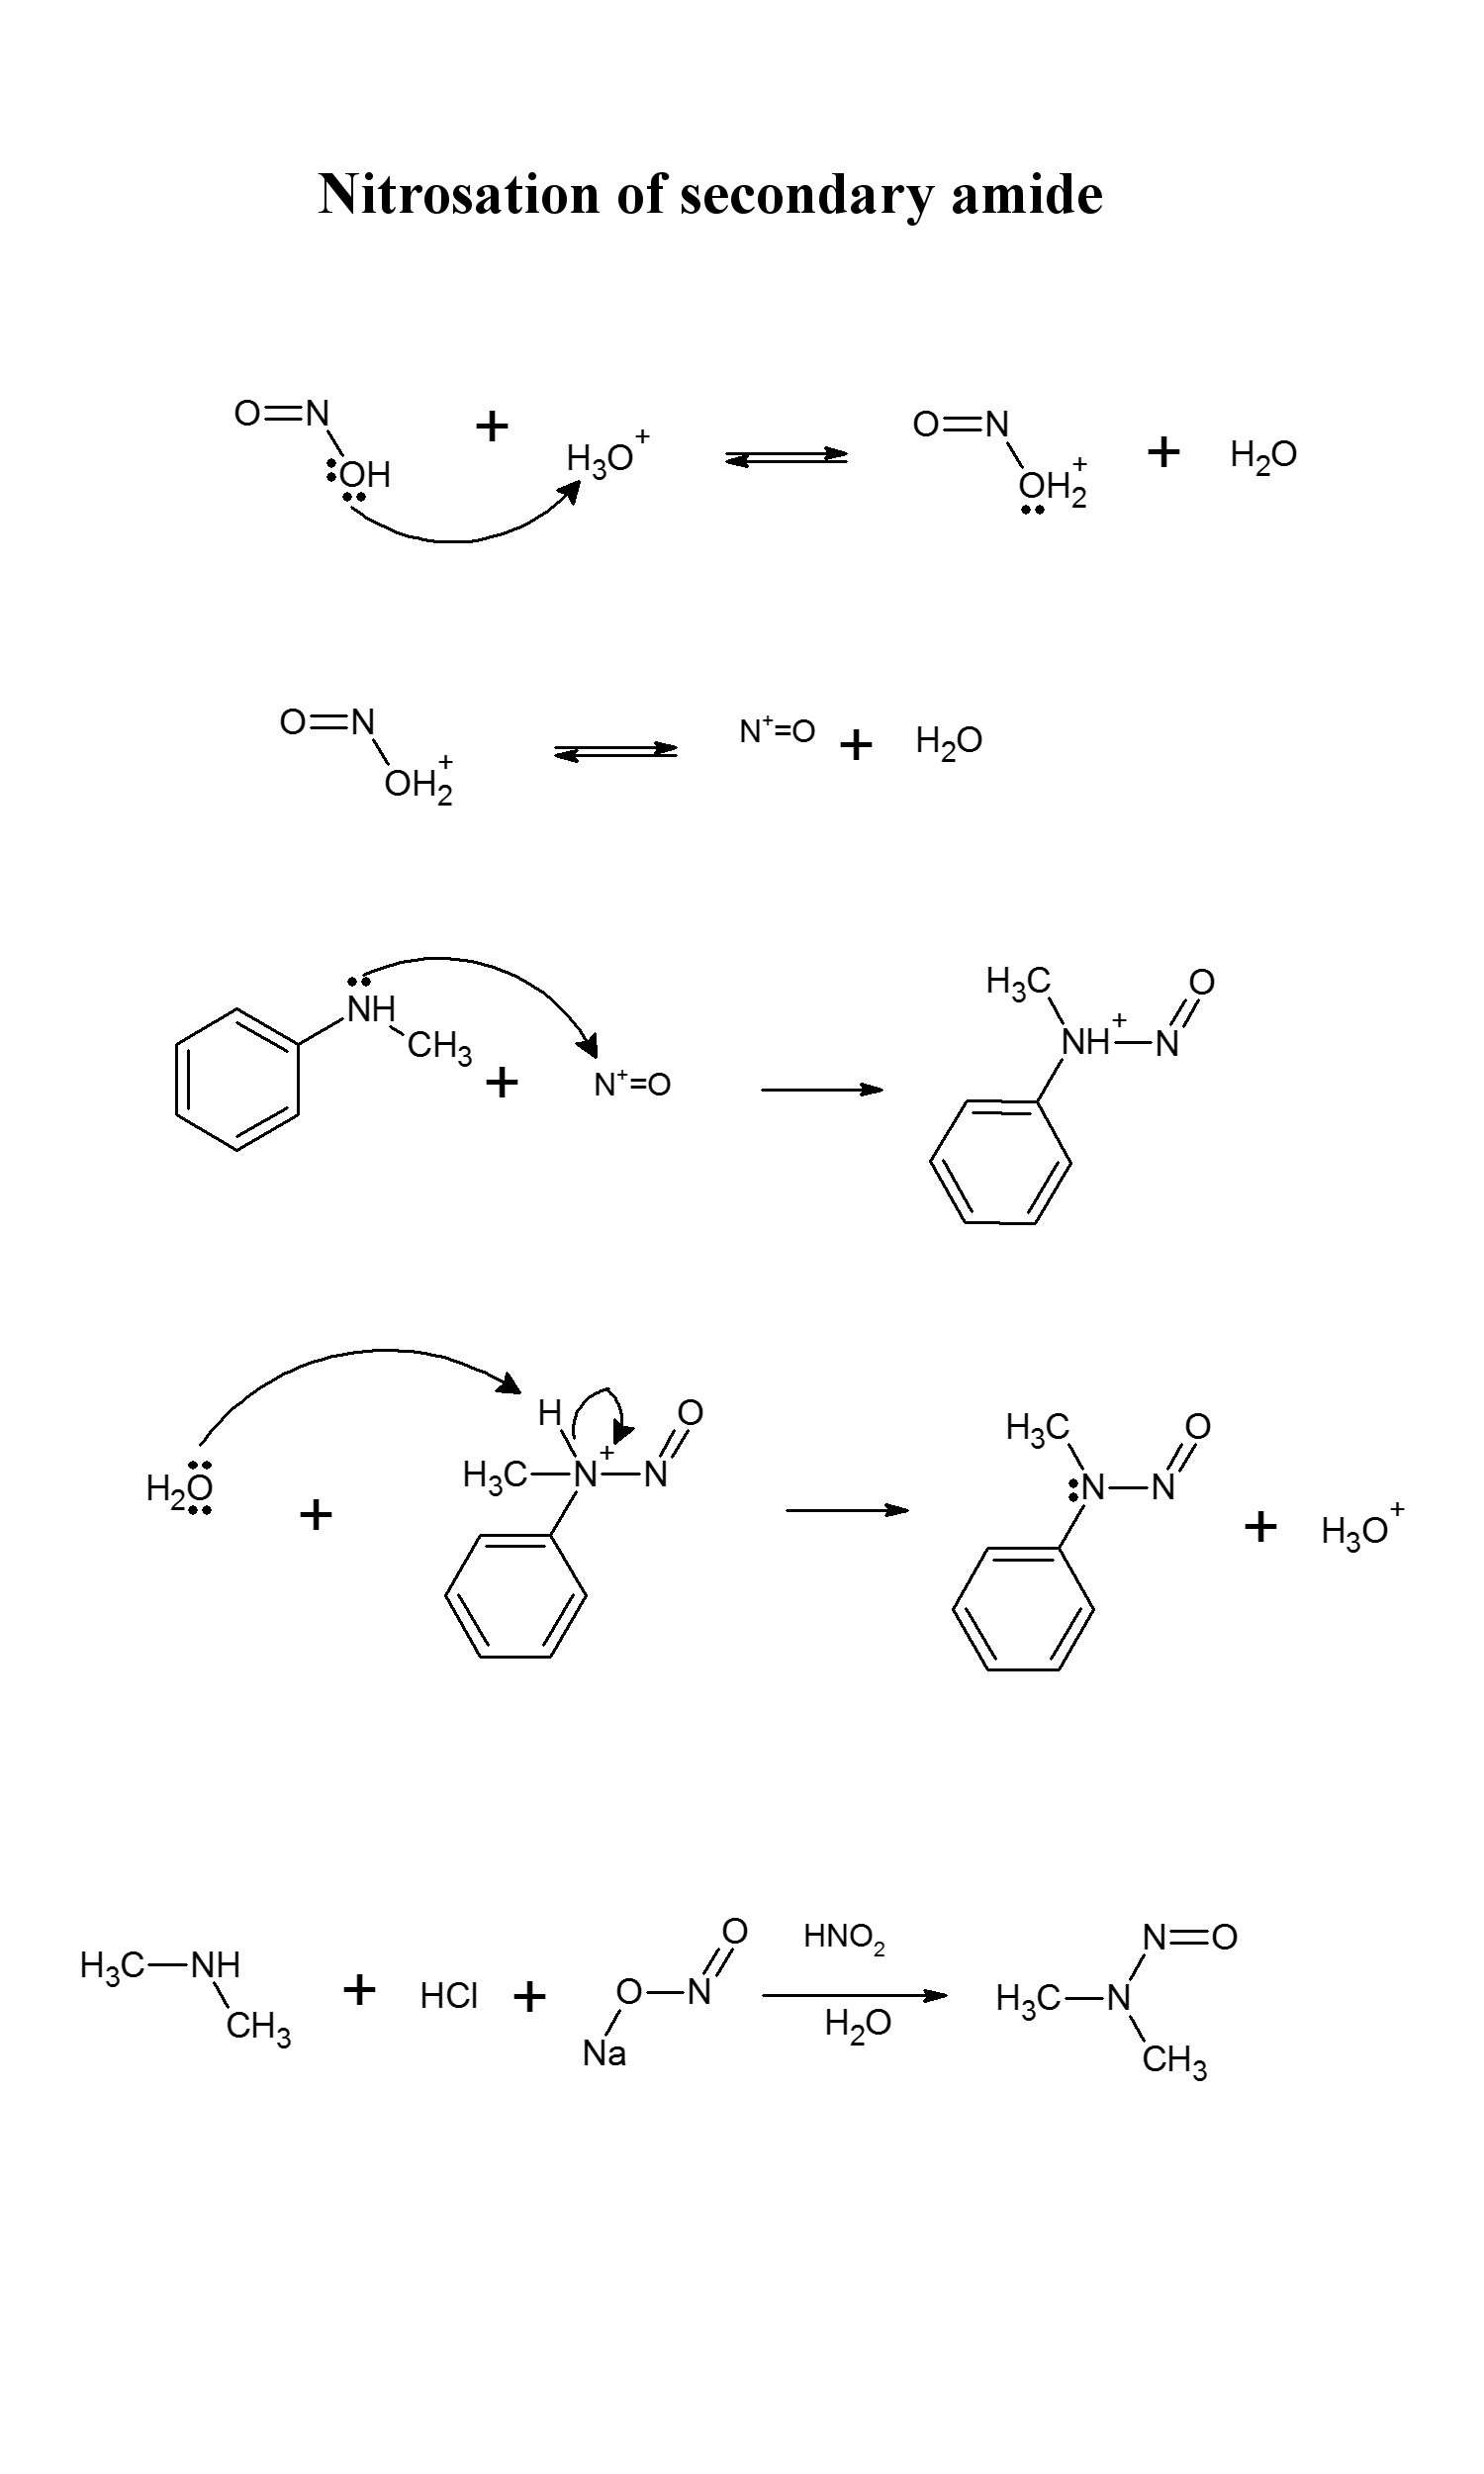 Nitrosation of secondary amide
O=N
OH + H3O+ O=N OH2+ + H2O
O=N OH2+ N+=O + H2O
NH CH3 + N+=O H3C NH+ N O
H2O + H H3C N+ N O H3C N N O + H3O+
H3C NH CH3 + HCl + Na O N O HNO2 H2O H3C N CH3 N=O